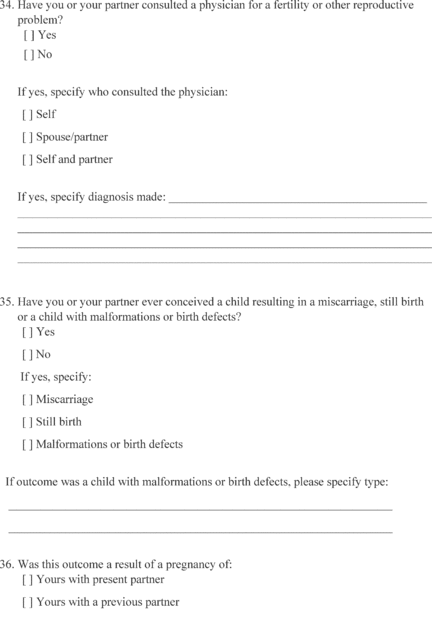 34. Have you or your partner consulted a physician for a fertility or other reproductive
problem?
[ ] Yes
[ ] No
If yes, specify who consulted the physician:
[ ] Self
[ ] Spouse/partner
[ ] Self and partner
If yes, specify diagnosis made: ____________________
35. Have you or your partner ever conceived a child resulting in a miscarriage, still birth
or a child with malformations or birth defects?
[ ] Yes
[ ] No
If yes, specify:
[ ] Miscarriage
[ ] Still birth
[ ] Malformations or birth defects
If outcome was a child with malformations or birth defects, please specify type:
36. Was this outcome a result of a pregnancy of:
[ ] Yours with present partner
[ ] Yours with a previous partner